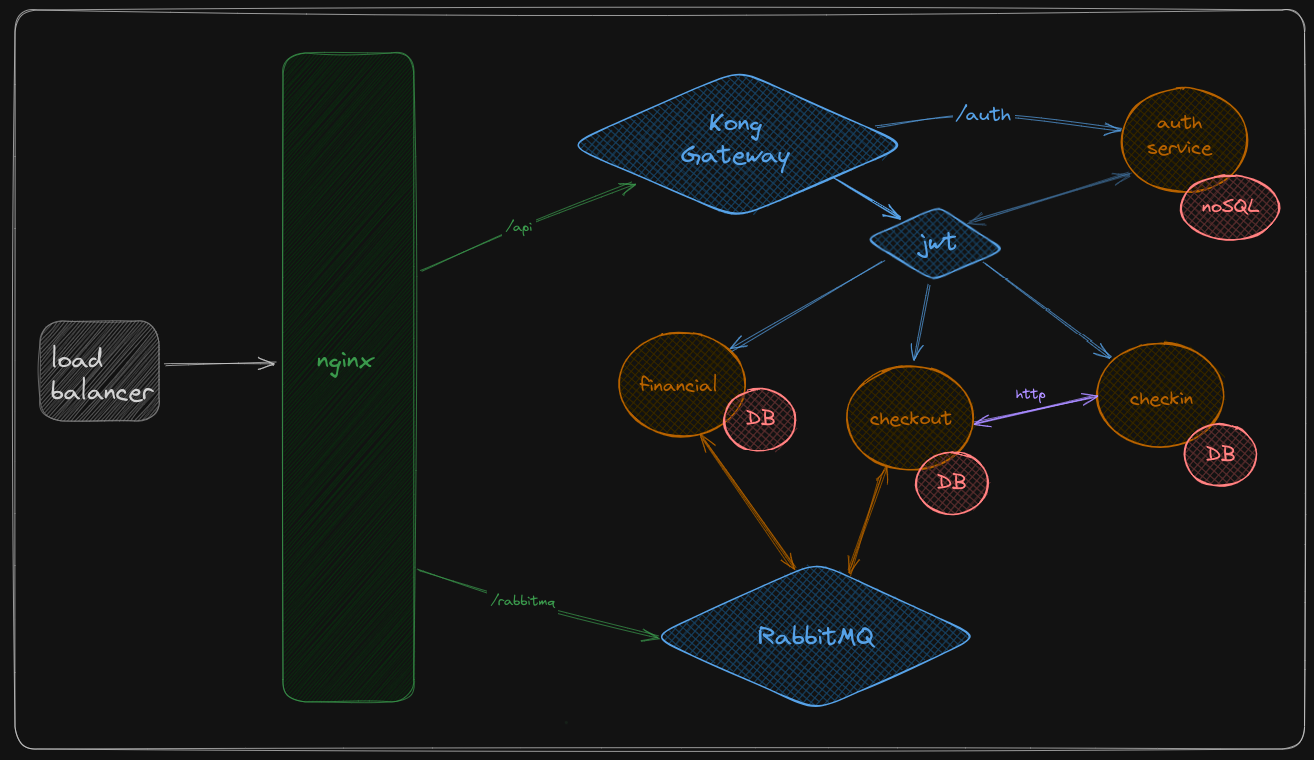 Kong
Gateway
/auth
auth
service
noSQL
/api
jwt
load
balancer
nginx
financial
DB
checkout
http
checkin
DB
DB
/rabbitmq
RabbitMQ